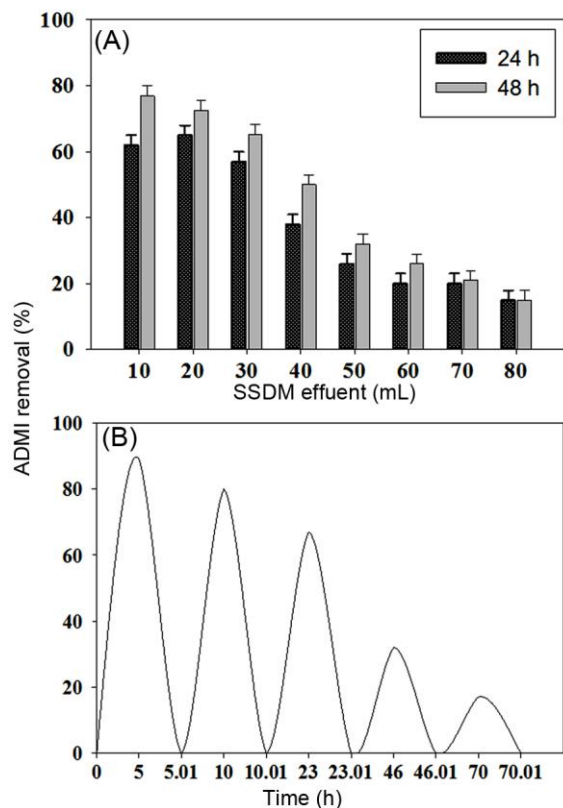 (A)
24 h
48 h
100
80
60
40
20
0
10 20 30 40 50 60 70 80
SSDM effuent (mL)
ADMI removal (%)
(B)
100
80
60
40
20
0
0 5 5.01 10 10.01 23 23.01 46 46.01 70 70.01
Time (h)